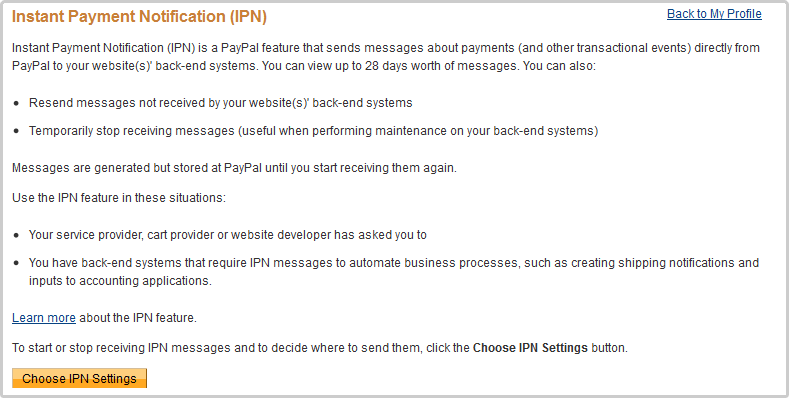 Instant Payment Notification (IPN)
Back to My Profile
Instant Payment Notification (IPN) is a PayPal feature that sends messages about payments (and other transactional events) directly from
PayPal to your website(s)' back-end systems. You can view up to 28 days worth of messages. You can also:
• Resend messages not received by your website(s)' back-end systems
• Temporarily stop receiving messages (useful when performing maintenance on your back-end systems)
Messages are generated but stored at PayPal until you start receiving them again.
Use the IPN feature in these situations:
• Your service provider, cart provider or website developer has asked you to
• You have back-end systems that require IPN messages to automate business processes, such as creating shipping notifications and
inputs to accounting applications.
Learn more about the IPN feature.
To start or stop receiving IPN messages and to decide where to send them, click the Choose IPN Settings button.
Choose IPN Settings